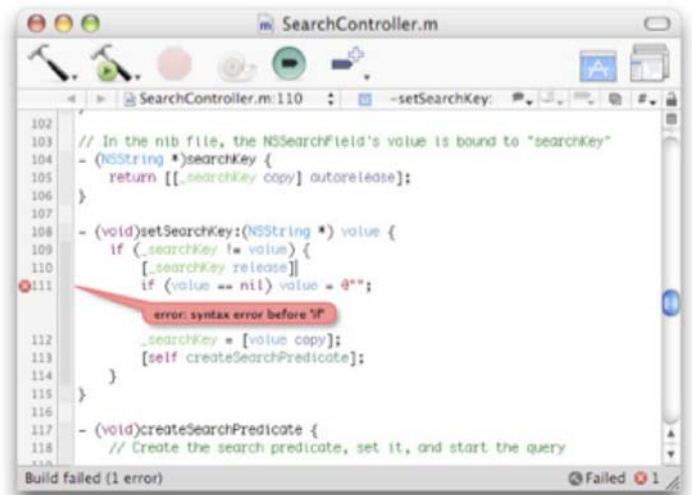 SearchController.m
SearchController.m:110 -setSearchKey: #
102
103 // In the nib file, the NSSearchField's value is bound to "searchKey"
104 - (NSString *)searchKey {
105 return [[_searchKey copy] autorelease];
106 }
107
108 - (void)setSearchKey:(NSString *) value {
109 if (_searchKey != value) {
110 [_searchKey release]
111 if (value == nil) value = @"";
error: syntax error before 'if'
112 _searchKey = [value copy];
113 [self createSearchPredicate];
114 }
115 }
116
117 - (void)createSearchPredicate {
118 // Create the search predicate, set it, and start the query
Build failed (1 error) Failed 1